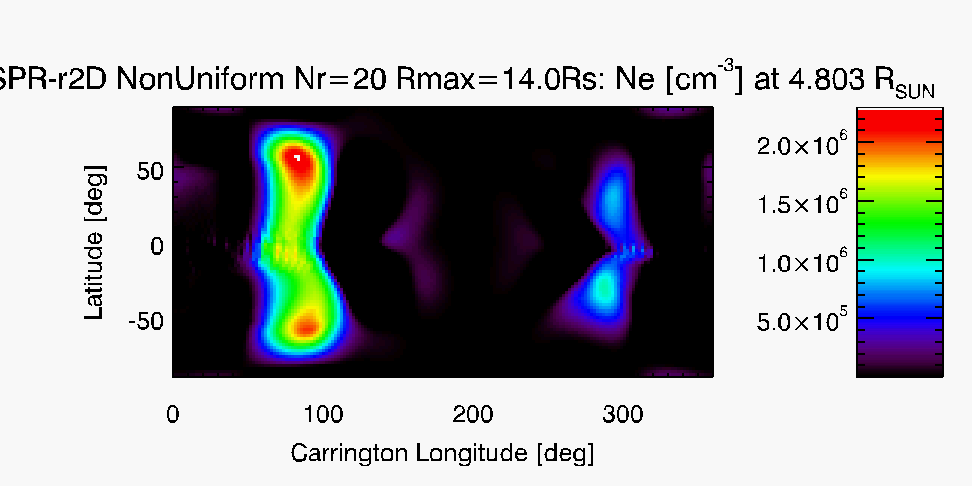 SPR-r2D NonUniform Nr=20 Rmax=14.0Rs: Ne [cm⁻³] at 4.803 R_SUN
2.0×10⁶
1.5×10⁶
1.0×10⁶
5.0×10⁵
50
0
-50
Latitude [deg]
0 100 200 300
Carrington Longitude [deg]